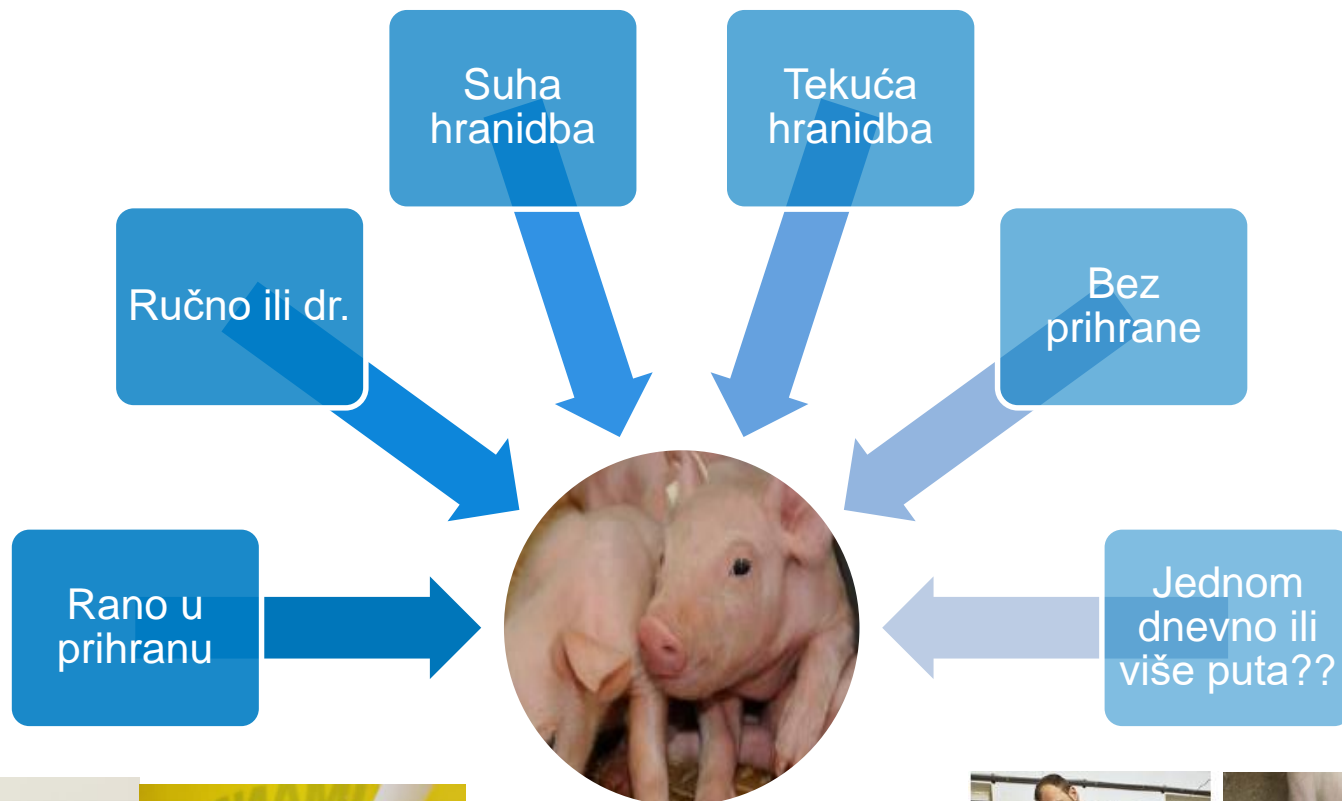 Suha
hranidba
Tekuća
hranidba
Ručno ili dr.
Bez
prihrane
Rano u
prihranu
Jednom
dnevno ili
više puta??